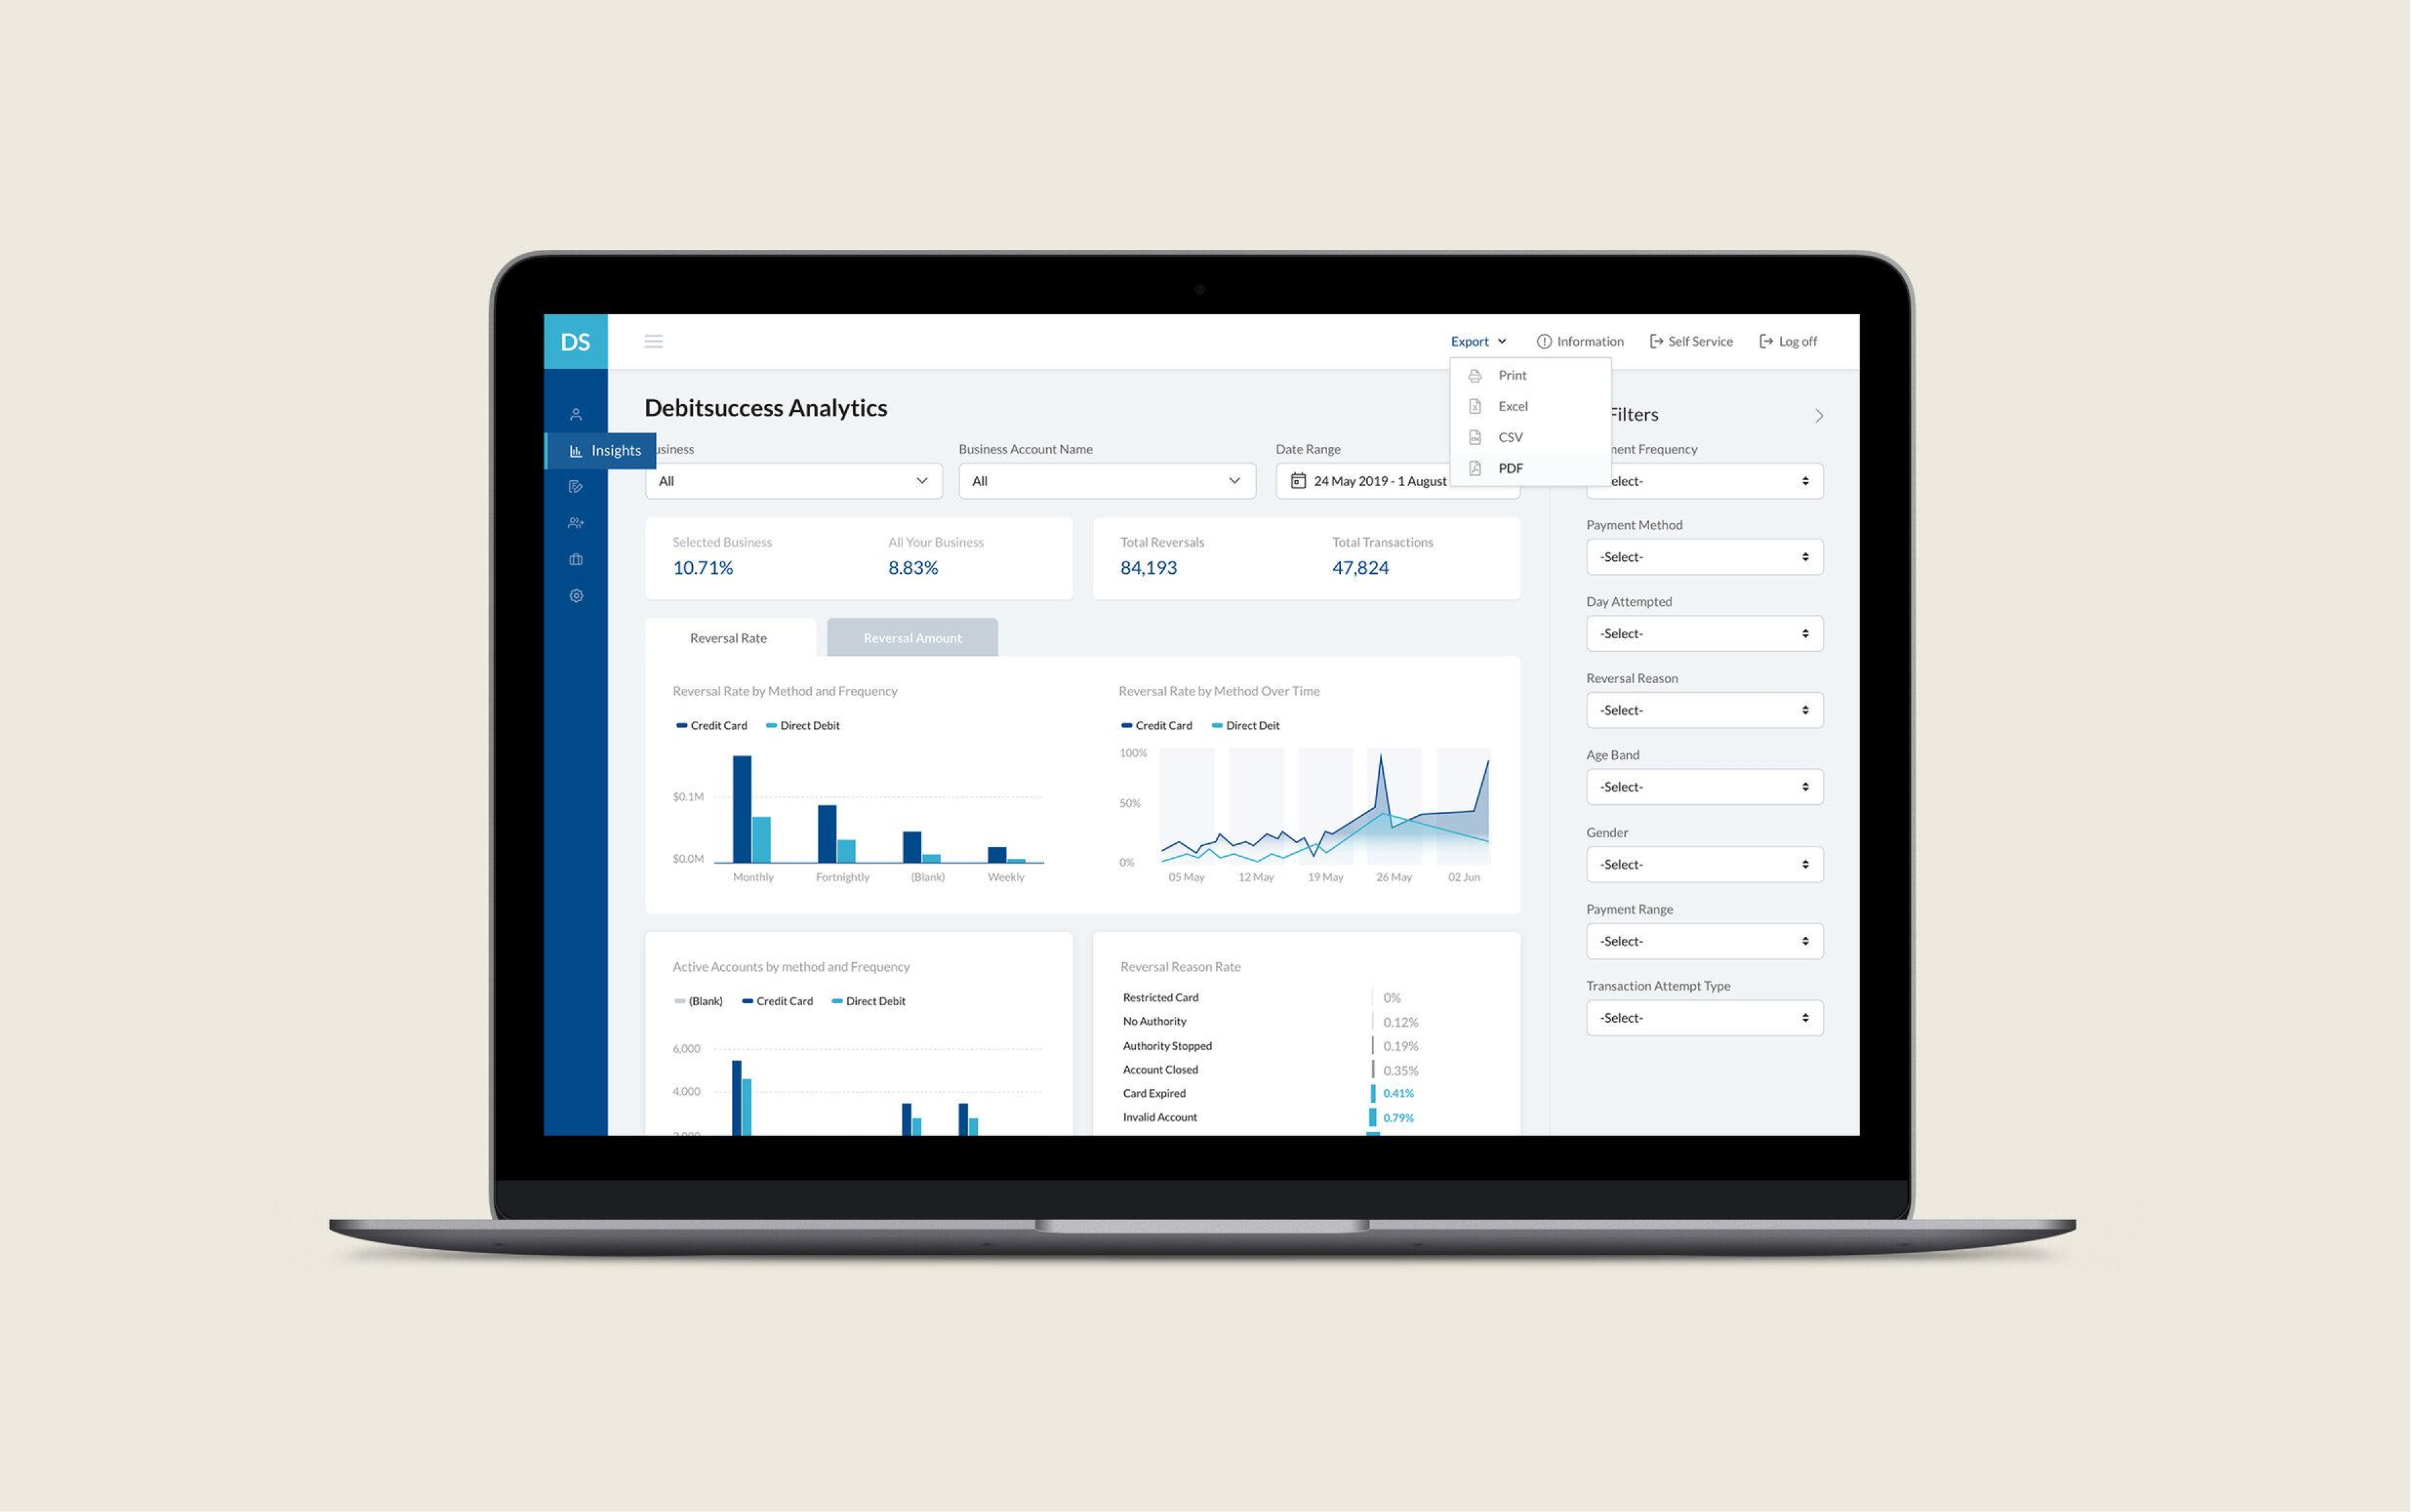 DS
Export
Information
Self Service
Log off
Print
Excel
CSV
PDF
Debitsuccess Analytics
Filters
Insights
Business Account Name
Date Range
Frequency
All
All
24 May 2019 - 1 August
Selected Business
All Your Business
10.71%
8.83%
Total Reversals
Total Transactions
84,193
47,824
Reversal Rate
Reversal Amount
Reversal Rate by Method and Frequency
Credit Card
Direct Debit
$0.1M
$0.0M
Monthly
Fortnightly
(Blank)
Weekly
Reversal Rate by Method Over Time
Credit Card
Direct Deit
100%
50%
0%
05 May
12 May
19 May
26 May
02 Jun
Active Accounts by method and Frequency
(Blank)
Credit Card
Direct Debit
6,000
4,000
Reversal Reason Rate
Restricted Card 0%
No Authority 0.12%
Authority Stopped 0.19%
Account Closed 0.35%
Card Expired 0.41%
Invalid Account 0.79%
Payment Method
-Select-
Day Attempted
-Select-
Reversal Reason
-Select-
Age Band
-Select-
Gender
-Select-
Payment Range
-Select-
Transaction Attempt Type
-Select-